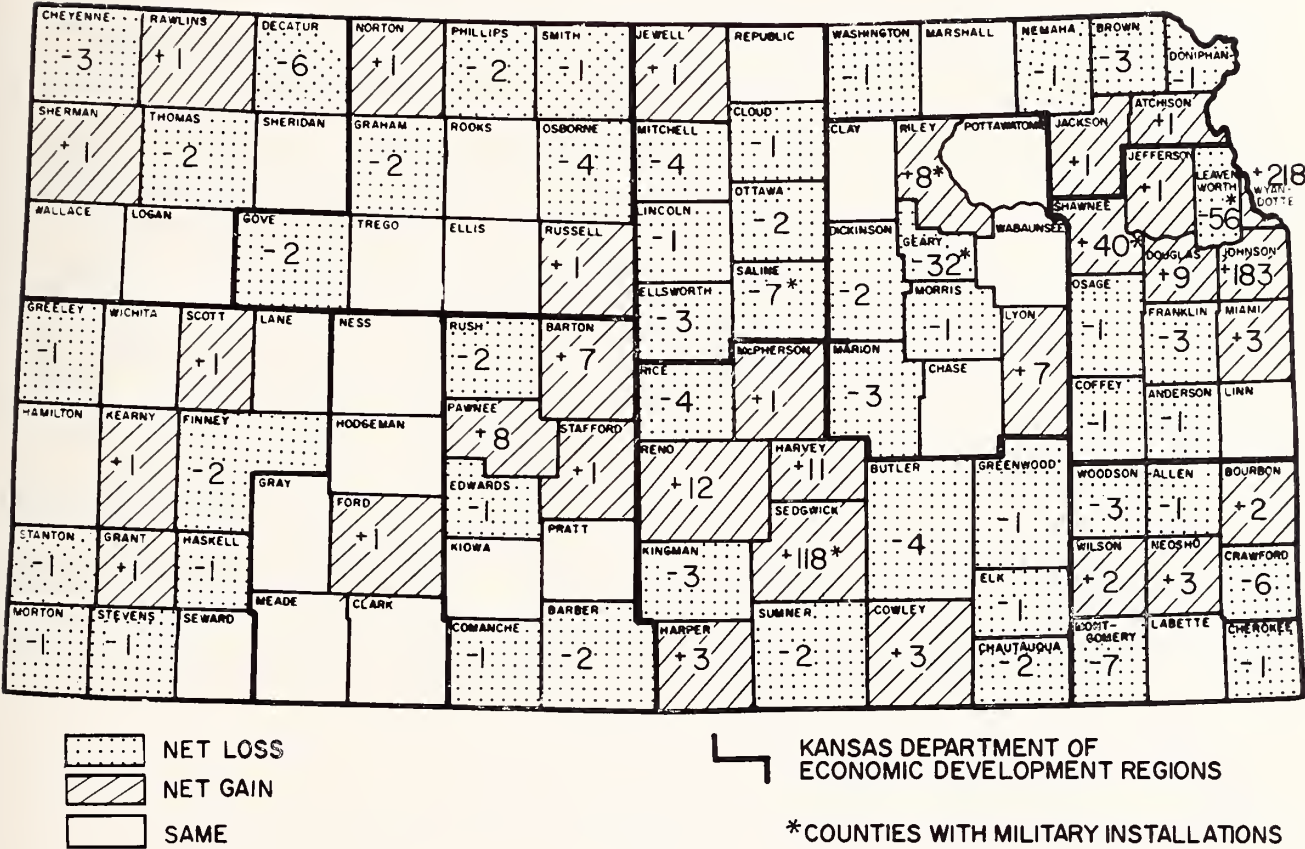 CHEYENNE
-3
RAWLINS
+1
DECATUR
-6
NORTON
+1
PHILLIPS
-2
SMITH
-1
JEWELL
+1
REPUBLIC
WASHINGTON
-1
MARSHALL
NEMAHA
-1
BROWN
-3
DONIPHAN
-1
SHERMAN
+1
THOMAS
-2
SHERIDAN
GRAHAM
-2
ROOKS
OSBORNE
-4
MITCHELL
-4
CLOUD
-1
CLAY
RILEY
+8*
POTTAWATOMIE
JACKSON
+1
ATCHISON
+1
JEFFERSON
+1
LEAVEN
WORTH
*
-56
+218
WYAN-
DOTTE
WALLACE
LOGAN
GOVE
-2
TREGO
ELLIS
RUSSELL
+1
LINCOLN
-1
OTTAWA
-2
DICKINSON
-2
GEARY
-32*
WABAUNSEE
SHAWNEE
+40*
DOUGLAS
+9
JOHNSON
+183
ELLSWORTH
-3
SALINE
-7*
MORRIS
-1
OSAGE
-1
FRANKLIN
-3
MIAMI
+3
GREELEY
-1
WICHITA
SCOTT
+1
LANE
NESS
RUSH
-2
BARTON
+7
RICE
-4
McPHERSON
+1
MARION
-3
CHASE
LYON
+7
COFFEY
-1
ANDERSON
-1
LINN
HAMILTON
KEARNY
+1
FINNEY
-2
HODGEMAN
PAWNEE
+8
STAFFORD
+1
RENO
+12
HARVEY
+11
BUTLER
-4
GREENWOOD
-1
WOODSON
-3
ALLEN
-1
BOURBON
+2
GRAY
FORD
+1
EDWARDS
-1
PRATT
KINGMAN
-3
SEDGWICK
+118*
ELK
-1
WILSON
+2
NEOSHO
+3
CRAWFORD
-6
STANTON
-1
GRANT
+1
HASKELL
-1
KIOWA
MORTON
-1
STEVENS
-1
SEWARD
MEADE
CLARK
COMANCHE
-1
BARBER
-2
HARPER
+3
SUMNER
-2
COWLEY
+3
CHAUTAUQUA
-2
MONT-
GOMERY
-7
LABETTE
CHEROKEE
-1
NET LOSS
NET GAIN
SAME
KANSAS DEPARTMENT OF
ECONOMIC DEVELOPMENT REGIONS
*COUNTIES WITH MILITARY INSTALLATIONS